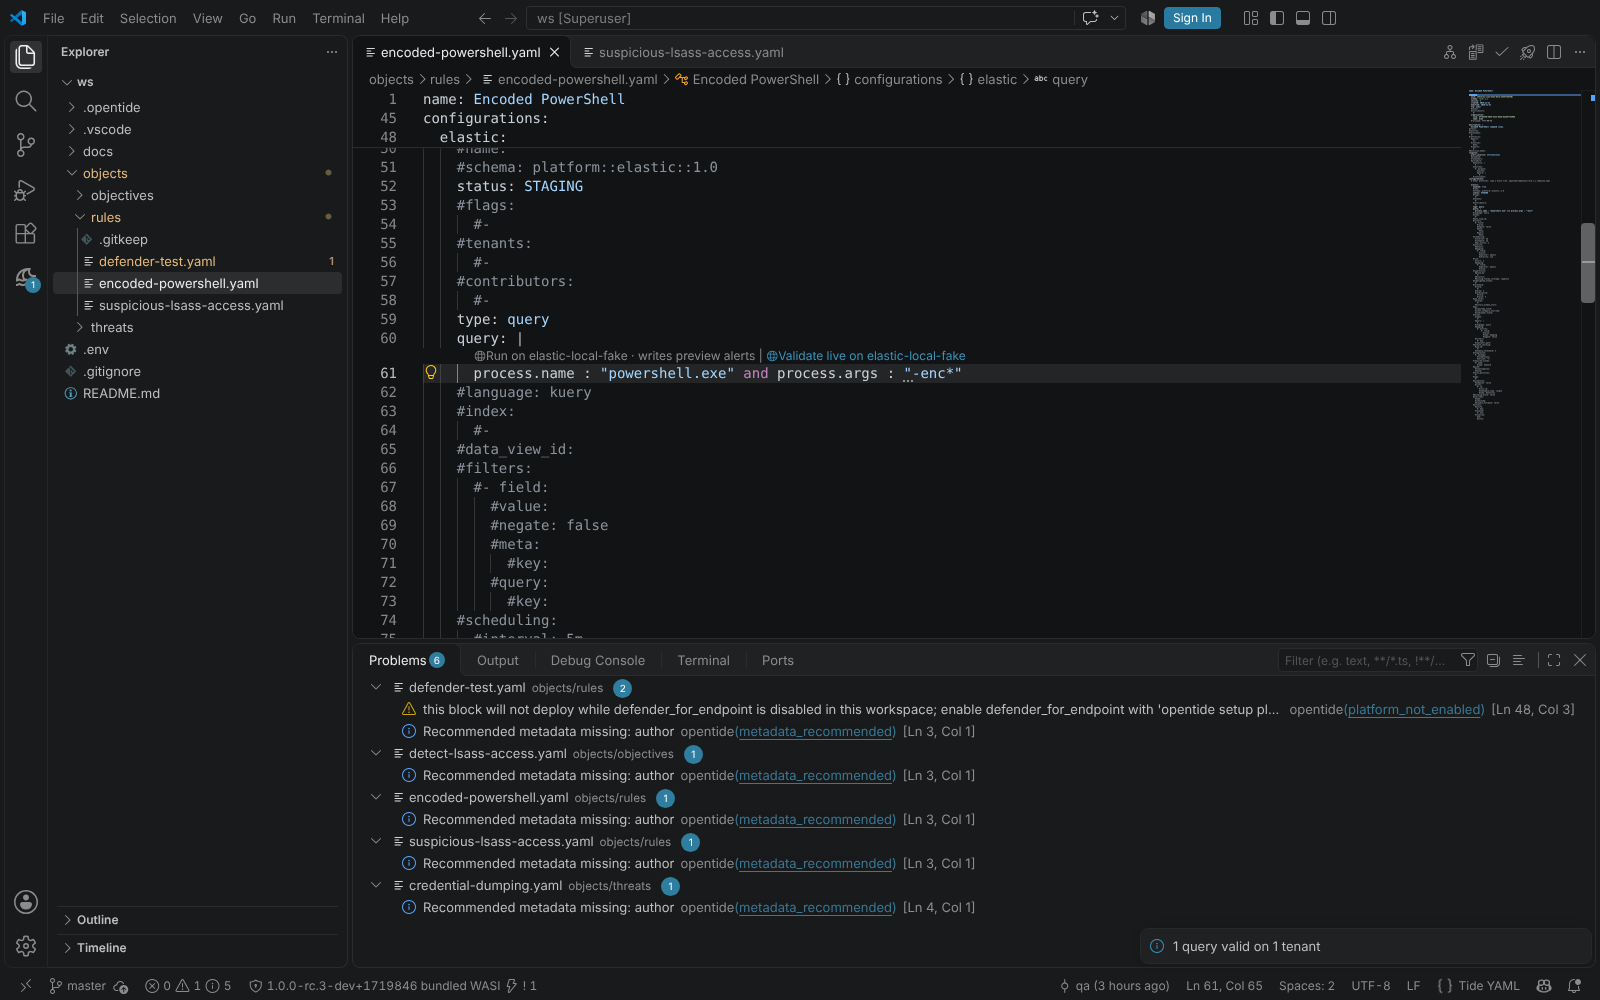 File Edit Selection View Go Run Terminal Help
ws [Superuser]
Sign In
Explorer
ws
.opentide
.vscode
docs
objects
objectives
rules
.gitkeep
defender-test.yaml 1
encoded-powershell.yaml
suspicious-lsass-access.yaml
threats
.env
.gitignore
README.md
1
Outline
Timeline
encoded-powershell.yaml
suspicious-lsass-access.yaml
objects > rules > encoded-powershell.yaml > Encoded PowerShell > { } configurations > { } elastic > abc query
1 name: Encoded PowerShell
45 configurations:
48 elastic:
50 #name:
51 #schema: platform::elastic::1.0
52 status: STAGING
53 #flags:
54 #-
55 #tenants:
56 #-
57 #contributors:
58 #-
59 type: query
60 query: |
Run on elastic-local-fake · writes preview alerts | Validate live on elastic-local-fake
61 process.name : "powershell.exe" and process.args : "-enc*"
62 #language: kuery
63 #index:
64 #-
65 #data_view_id:
66 #filters:
67 #- field:
68 #value:
69 #negate: false
70 #meta:
71 #key:
72 #query:
73 #key:
74 #scheduling:
75 #interval: 5m
Problems 6 Output Debug Console Terminal Ports
Filter (e.g. text, **/*.ts, !**/...
defender-test.yaml objects/rules 2
this block will not deploy while defender_for_endpoint is disabled in this workspace; enable defender_for_endpoint with 'opentide setup pl... opentide(platform_not_enabled) [Ln 48, Col 3]
Recommended metadata missing: author opentide(metadata_recommended) [Ln 3, Col 1]
detect-lsass-access.yaml objects/objectives 1
Recommended metadata missing: author opentide(metadata_recommended) [Ln 3, Col 1]
encoded-powershell.yaml objects/rules 1
Recommended metadata missing: author opentide(metadata_recommended) [Ln 3, Col 1]
suspicious-lsass-access.yaml objects/rules 1
Recommended metadata missing: author opentide(metadata_recommended) [Ln 3, Col 1]
credential-dumping.yaml objects/threats 1
Recommended metadata missing: author opentide(metadata_recommended) [Ln 4, Col 1]
1 query valid on 1 tenant
master 0 1 5 1.0.0-rc.3-dev+1719846 bundled WASI ! 1
qa (3 hours ago) Ln 61, Col 65 Spaces: 2 UTF-8 LF { } Tide YAML